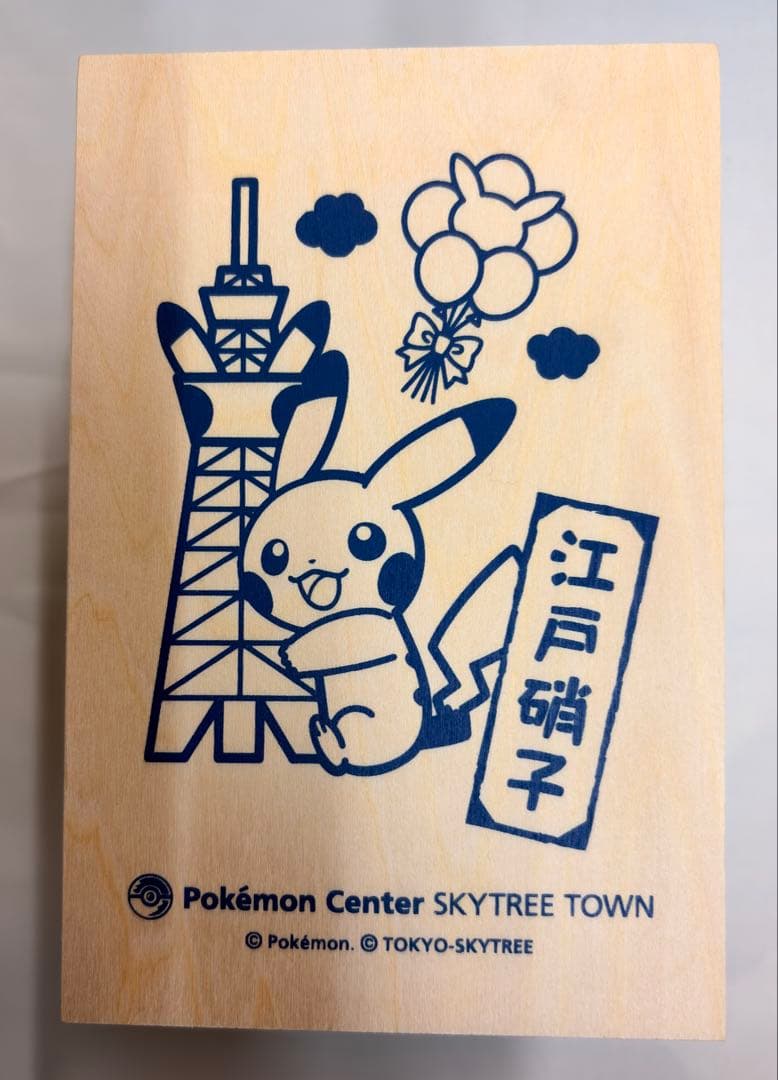 江戸硝子
Pokémon Center SKYTREE TOWN
© Pokémon. © TOKYO-SKYTREE